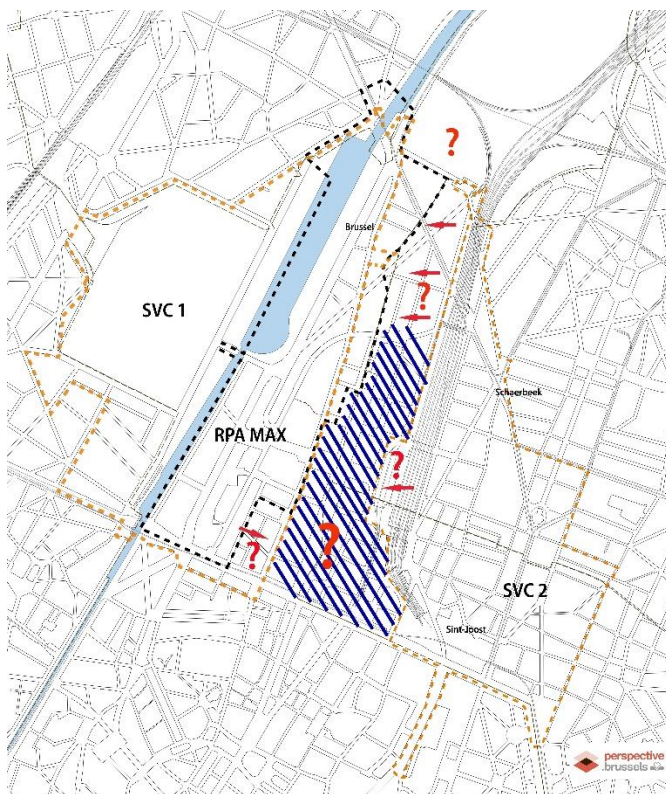 ?
Brussel
?
SVC 1
Schaerbeek
RPA MAX
?
?
?
SVC 2
Sint-Joost
perspective
.brussels